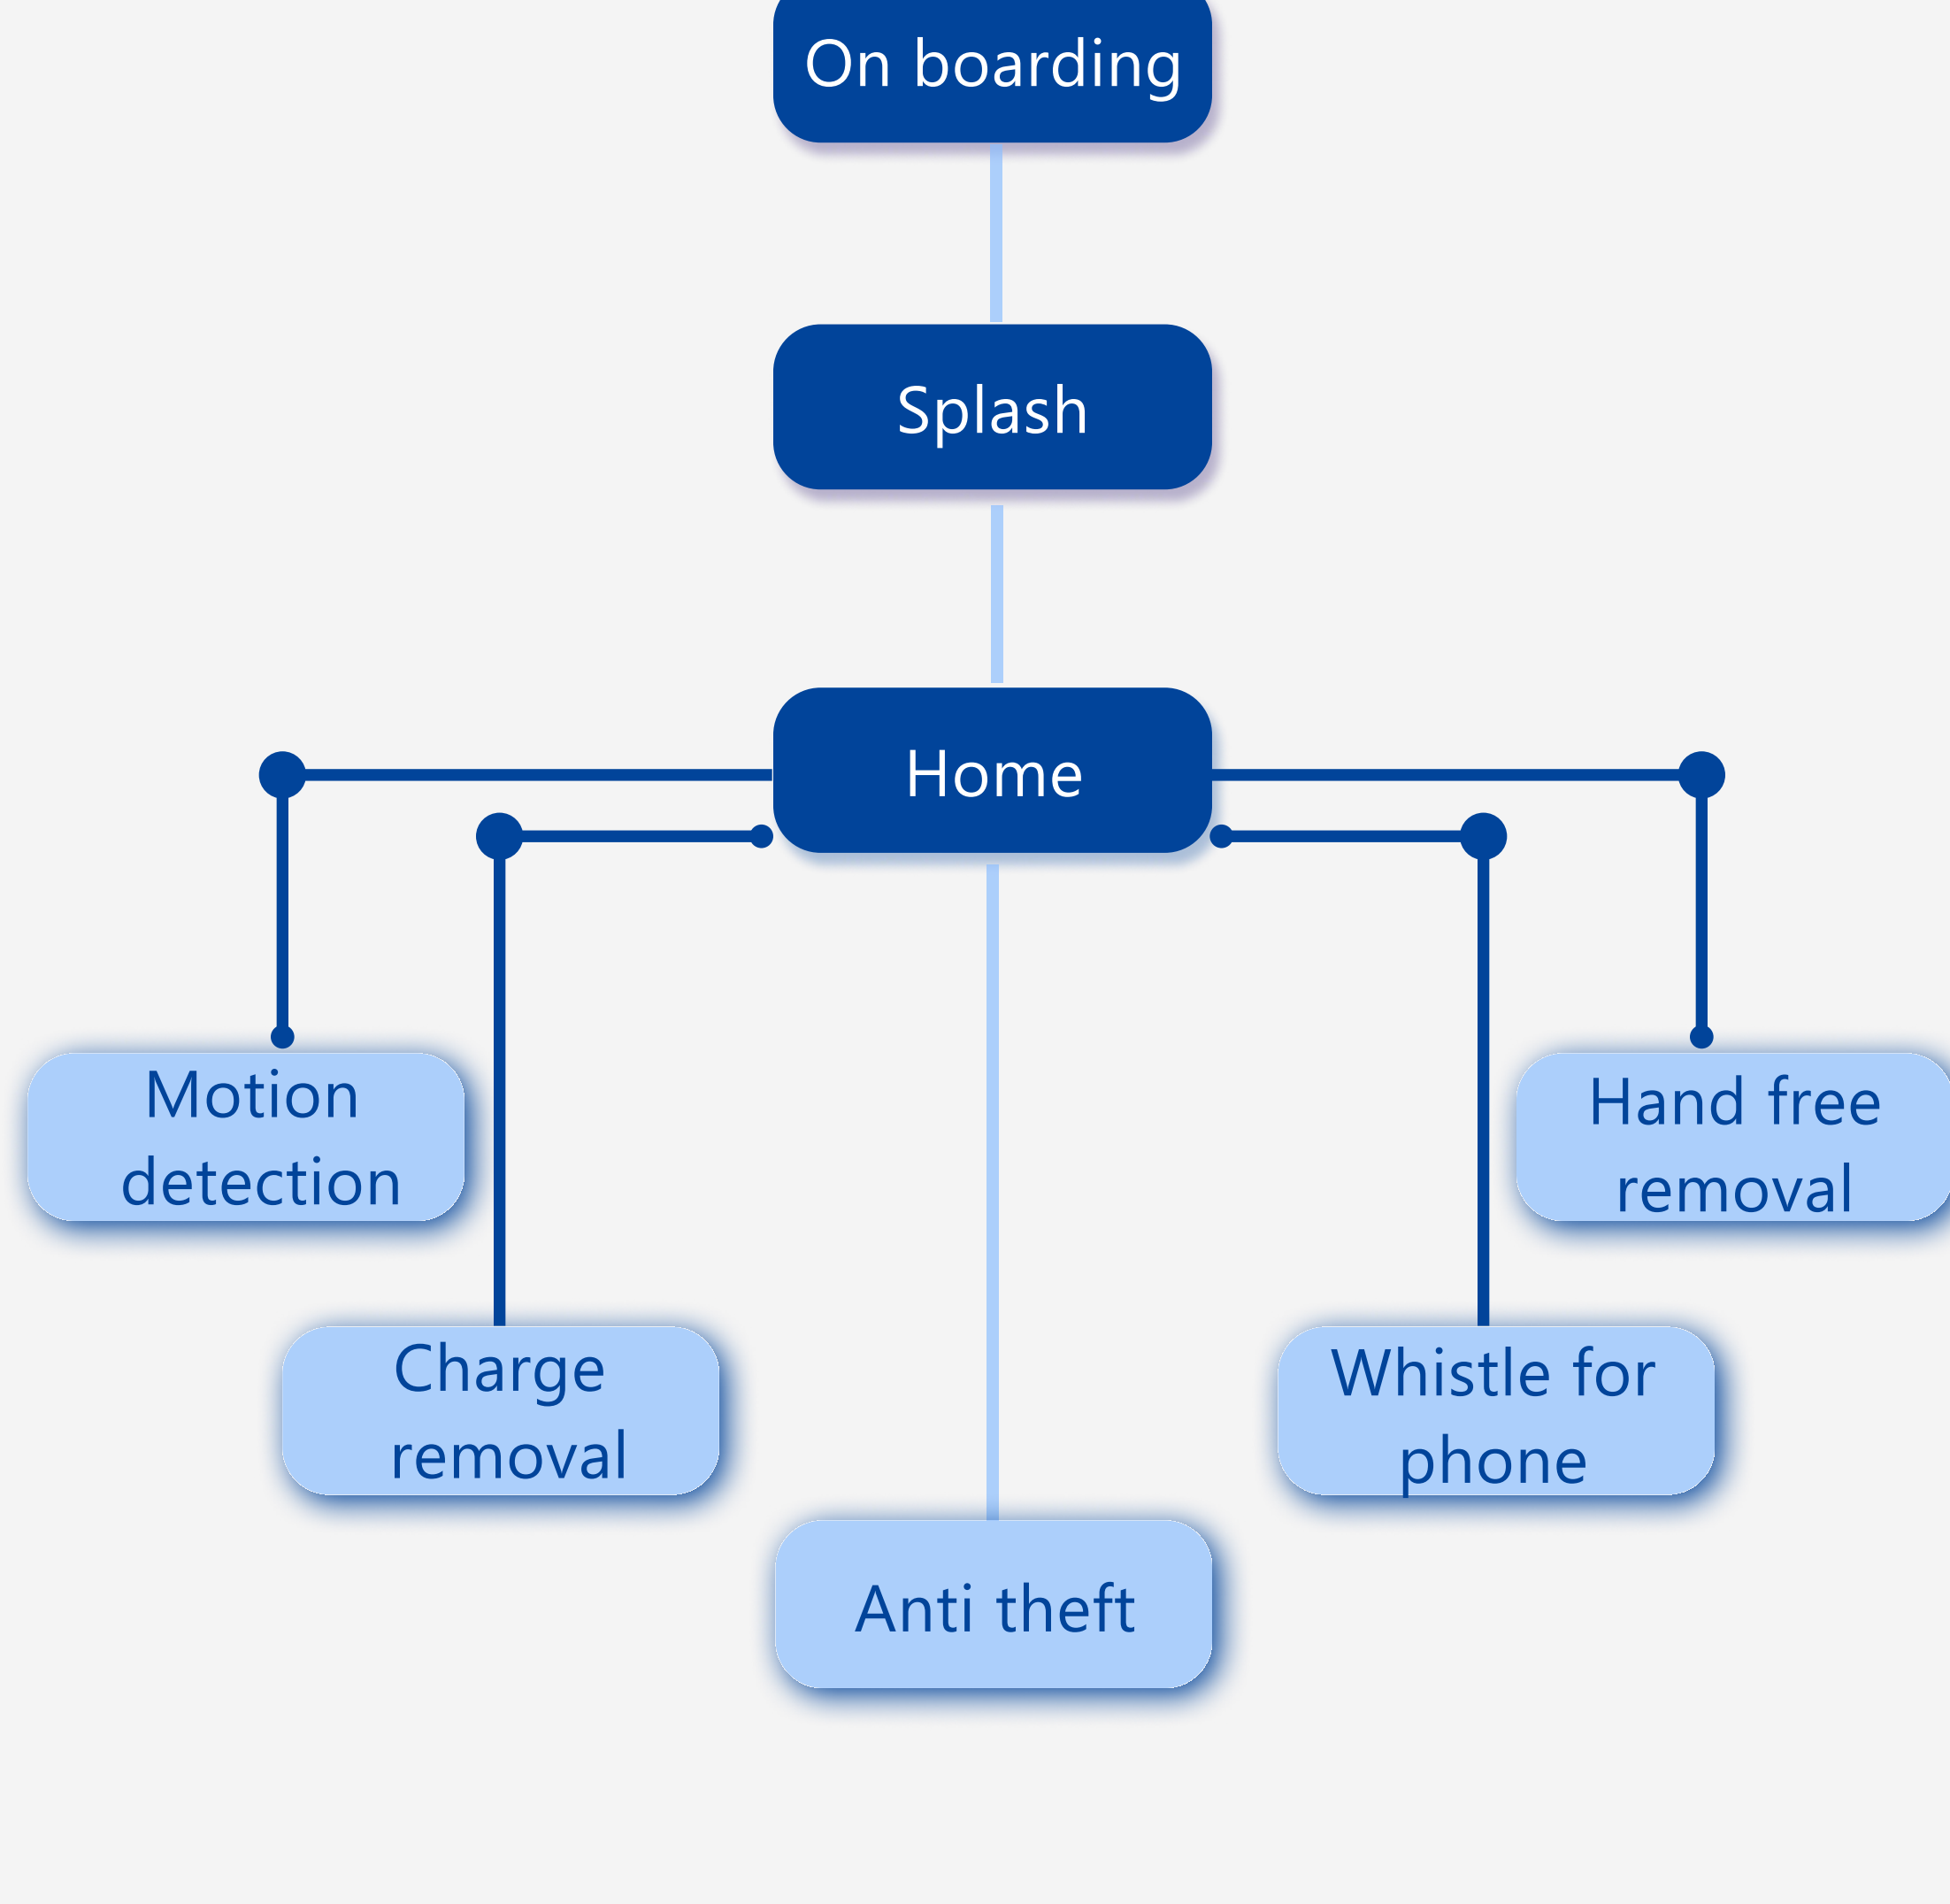 On boarding
Splash
Home
Motion
detection
Hand free
removal
Charge
removal
Whistle for
phone
Anti theft